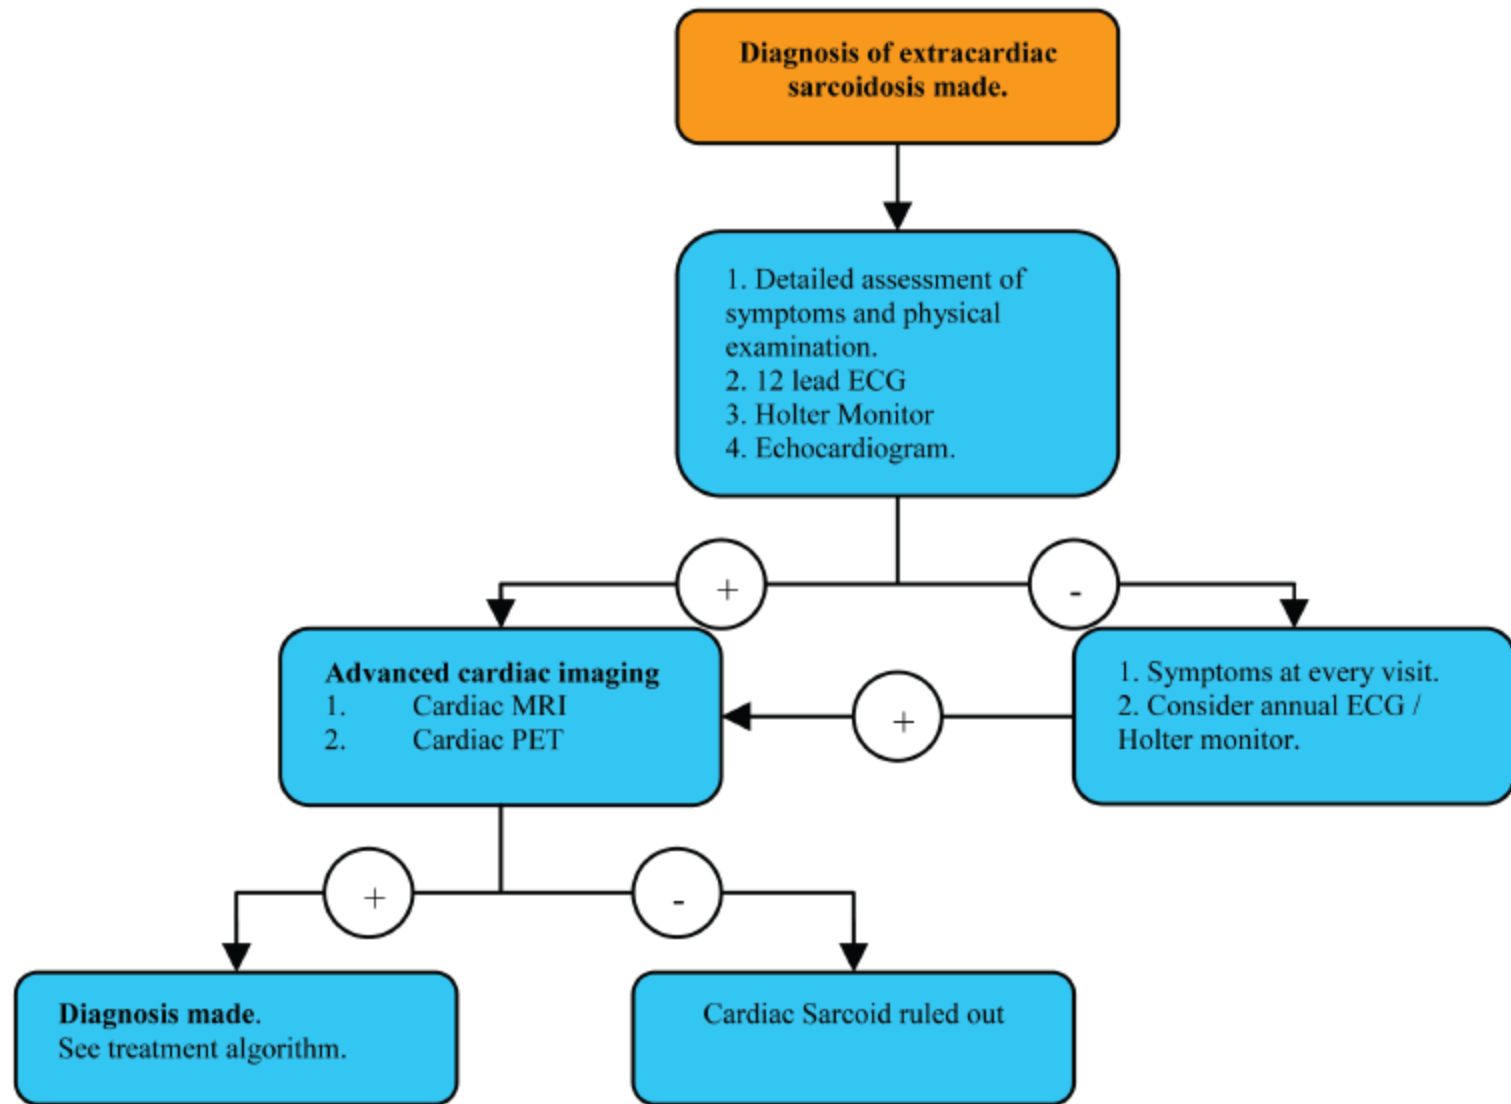 Diagnosis of extracardiac
sarcoidosis made.
1. Detailed assessment of
symptoms and physical
examination.
2. 12 lead ECG
3. Holter Monitor
4. Echocardiogram.
+
-
Advanced cardiac imaging
1. Cardiac MRI
2. Cardiac PET
+
1. Symptoms at every visit.
2. Consider annual ECG /
Holter monitor.
+
-
Diagnosis made.
See treatment algorithm.
Cardiac Sarcoid ruled out